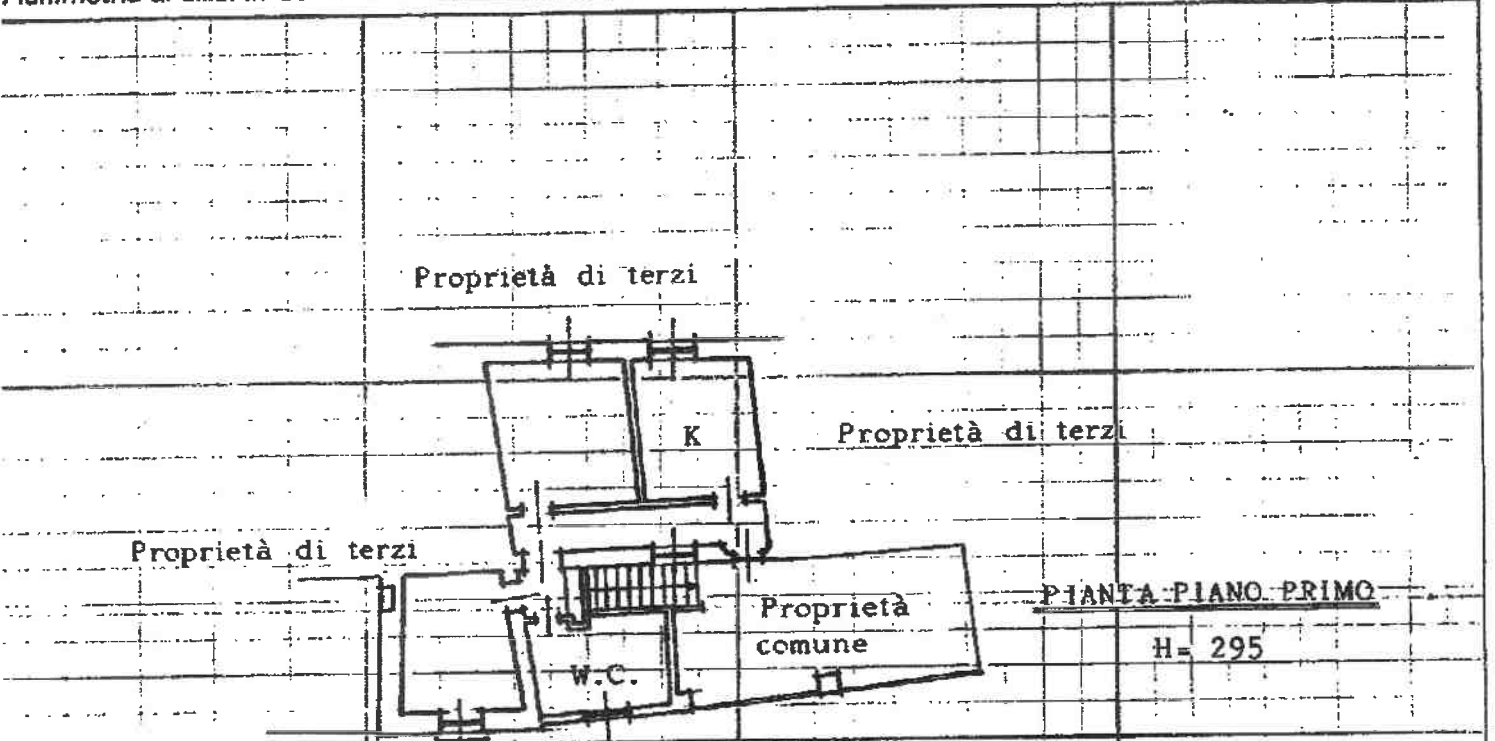 Proprietà di terzi
K
Proprietà di terzi
Proprietà di terzi
Proprietà
comune
PIANTA PIANO PRIMO
H= 295
W.C.